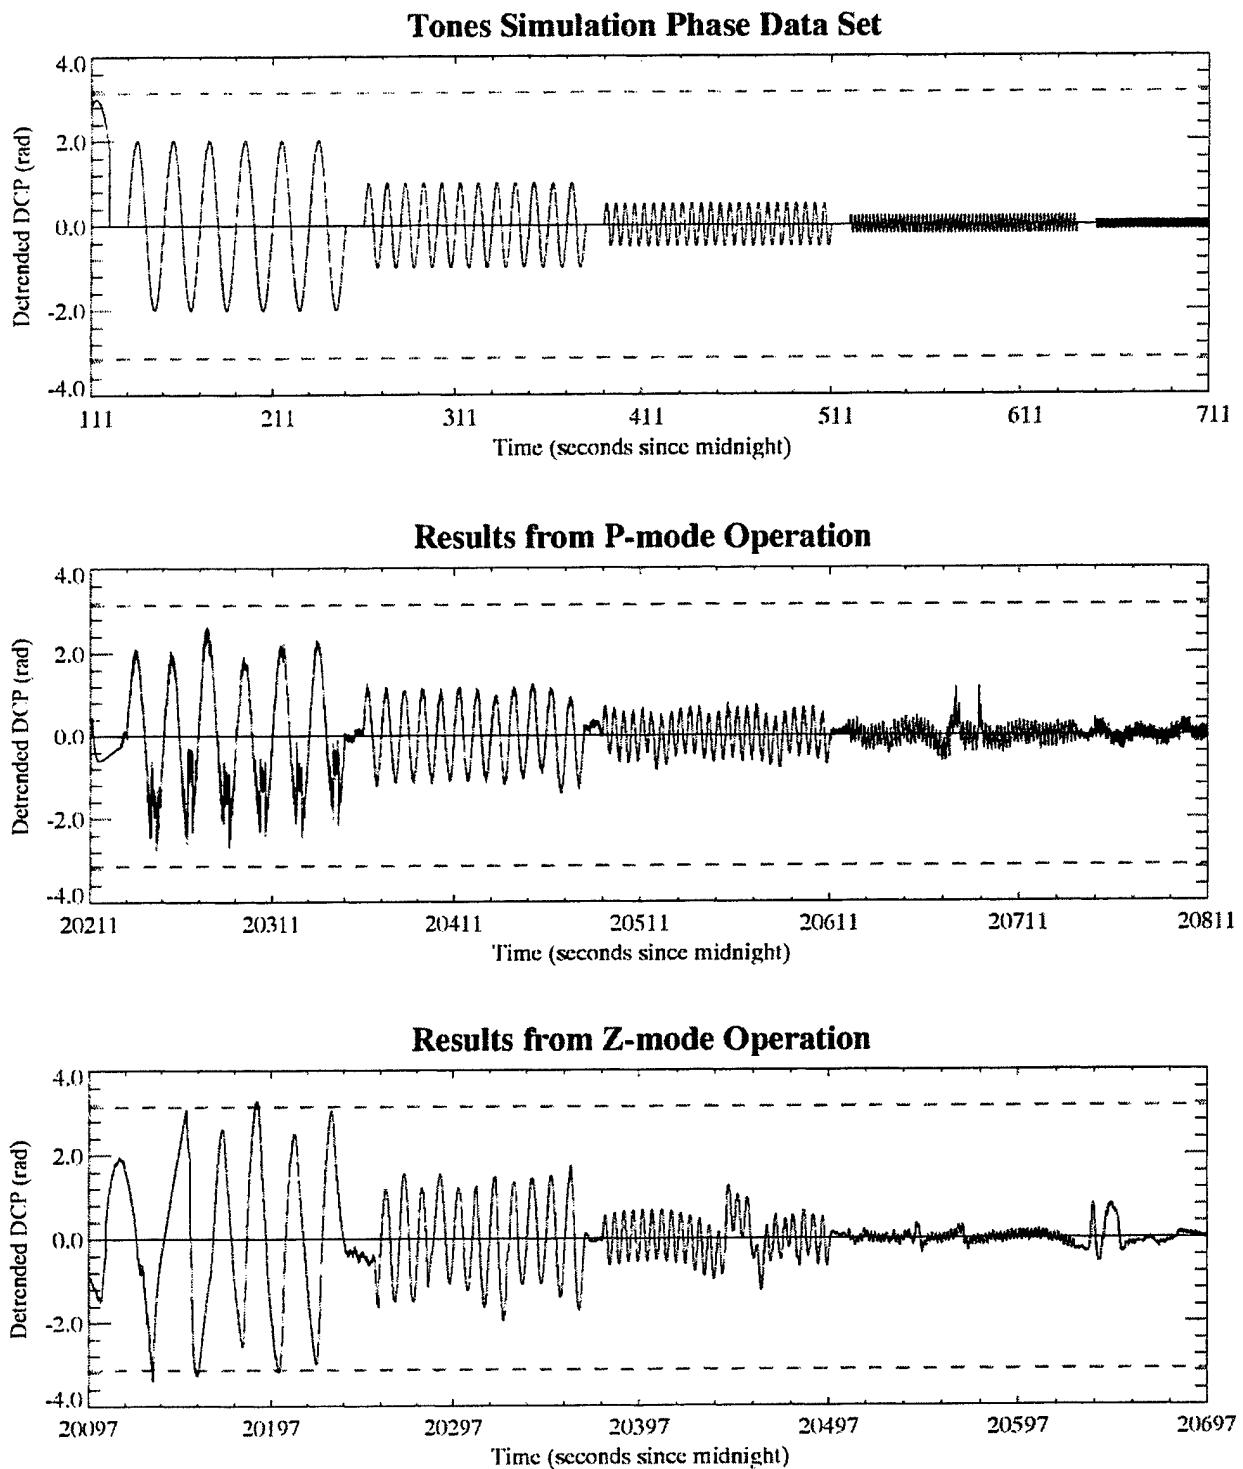 Tones Simulation Phase Data Set
4.0
2.0
0.0
-2.0
-4.0
Detrended DCP (rad)
111 211 311 411 511 611 711
Time (seconds since midnight)
Results from P-mode Operation
4.0
2.0
0.0
-2.0
-4.0
Detrended DCP (rad)
20211 20311 20411 20511 20611 20711 20811
Time (seconds since midnight)
Results from Z-mode Operation
4.0
2.0
0.0
-2.0
-4.0
Detrended DCP (rad)
20097 20197 20297 20397 20497 20597 20697
Time (seconds since midnight)